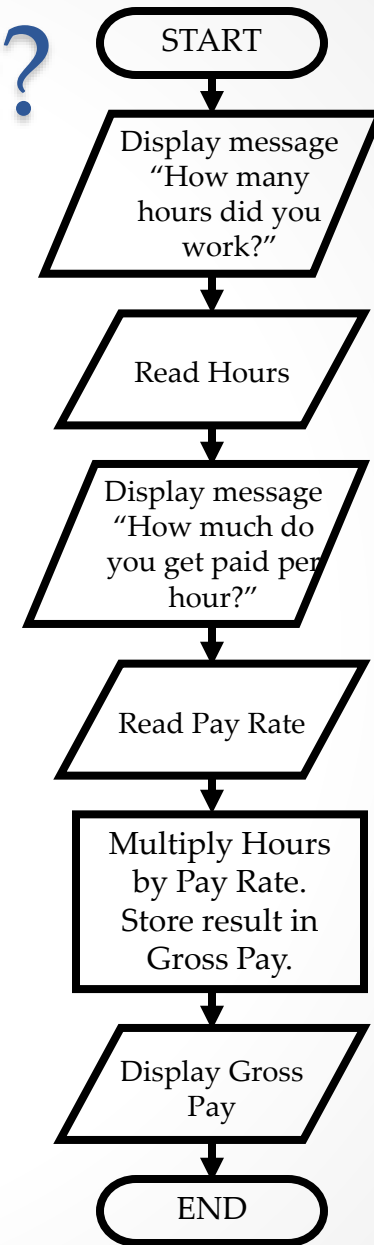 ?
START
Display message
“How many
hours did you
work?”
Read Hours
Display message
“How much do
you get paid per
hour?”
Read Pay Rate
Multiply Hours
by Pay Rate.
Store result in
Gross Pay.
Display Gross
Pay
END